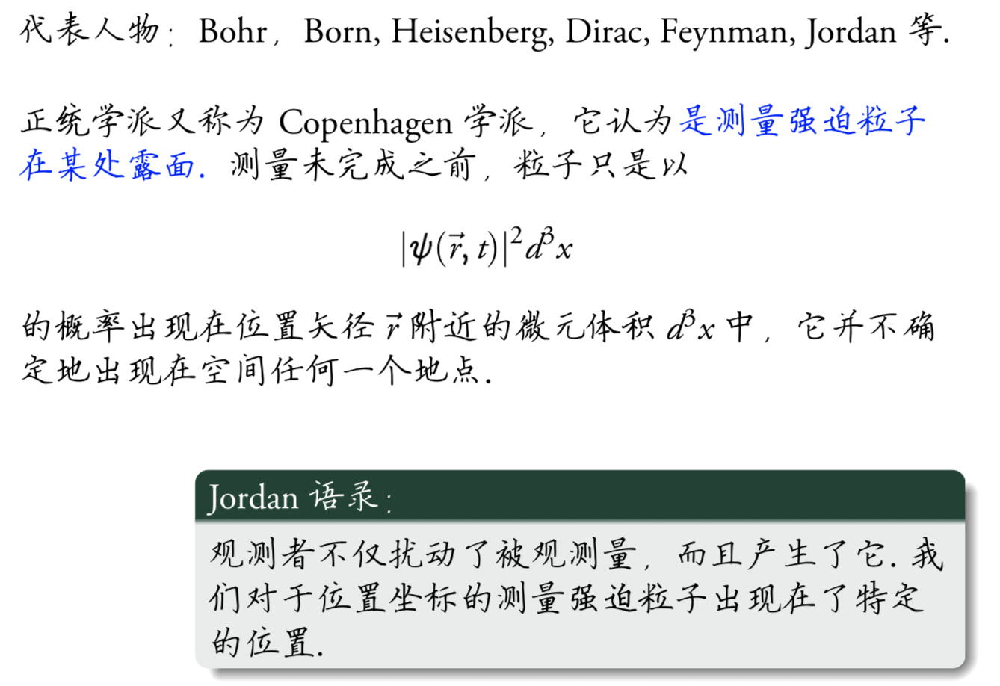 代表人物：Bohr，Born, Heisenberg, Dirac, Feynman, Jordan 等.
正统学派又称为 Copenhagen 学派，它认为是测量强迫粒子
在某处露面. 测量未完成之前，粒子只是以
|ψ(r⃗, t)|²d³x
的概率出现在位置矢径 r⃗ 附近的微元体积 d³x 中，它并不确
定地出现在空间任何一个地点.
Jordan 语录：
观测者不仅扰动了被观测量，而且产生了它. 我
们对于位置坐标的测量强迫粒子出现在了特定
的位置.